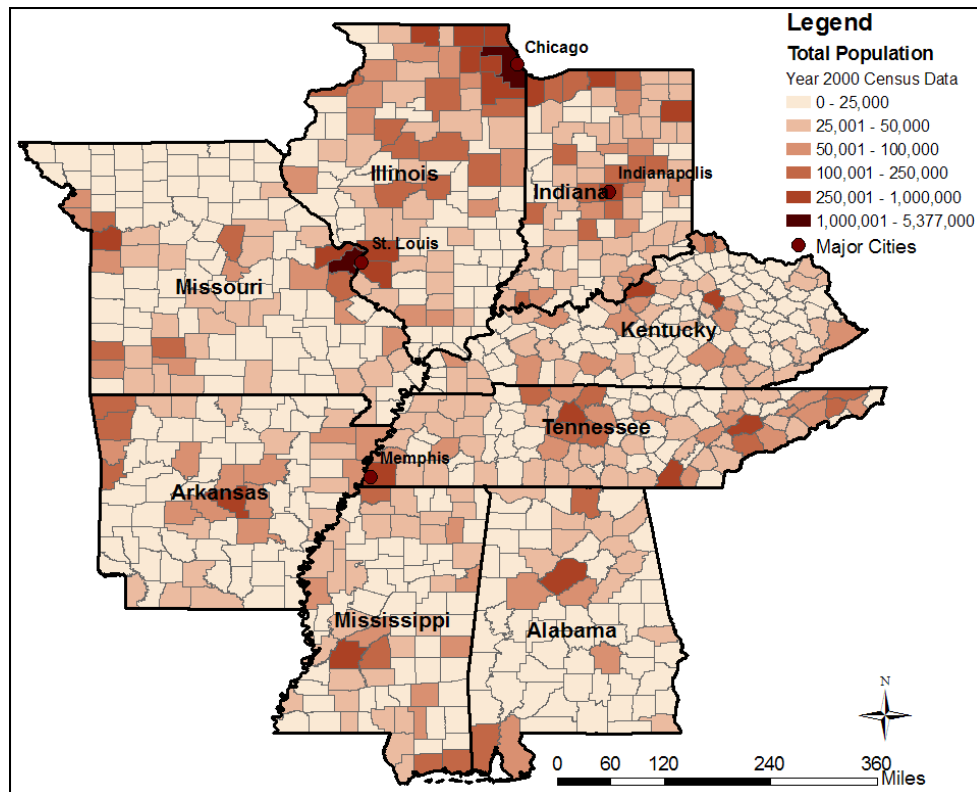 Legend
Total Population
Year 2000 Census Data
0 - 25,000
25,001 - 50,000
50,001 - 100,000
100,001 - 250,000
250,001 - 1,000,000
1,000,001 - 5,377,000
Major Cities
Chicago
Illinois
Indianapolis
Indiana
St. Louis
Missouri
Kentucky
Tennessee
Memphis
Arkansas
Mississippi
Alabama
N
0 60 120 240 360
Miles